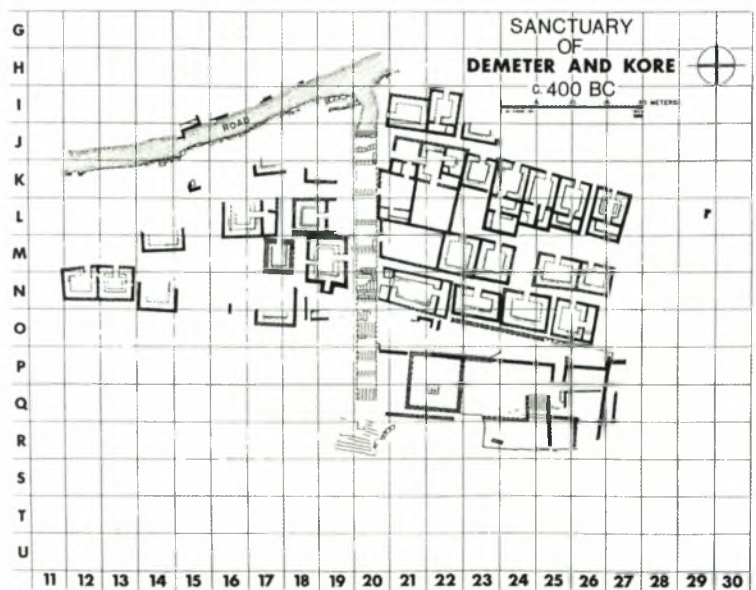 SANCTUARY
OF
DEMETER AND KORE
C. 400 BC
METERS
ROAD
G
H
I
J
K
L
M
N
O
P
Q
R
S
T
U
11 12 13 14 15 16 17 18 19 20 21 22 23 24 25 26 27 28 29 30